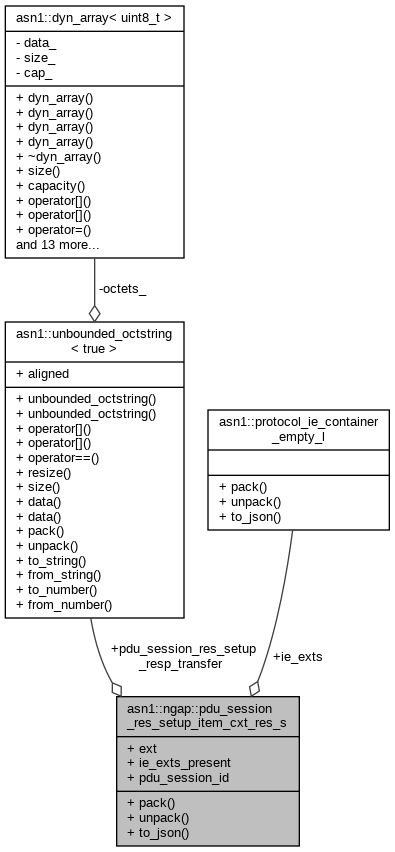 asn1::dyn_array< uint8_t >
- data_
- size_
- cap_
+ dyn_array()
+ dyn_array()
+ dyn_array()
+ dyn_array()
+ ~dyn_array()
+ size()
+ capacity()
+ operator[]()
+ operator[]()
+ operator=()
and 13 more...
-octets_
asn1::unbounded_octstring
< true >
+ aligned
+ unbounded_octstring()
+ unbounded_octstring()
+ operator[]()
+ operator[]()
+ operator==()
+ resize()
+ size()
+ data()
+ data()
+ pack()
+ unpack()
+ to_string()
+ from_string()
+ to_number()
+ from_number()
asn1::protocol_ie_container
_empty_l
+ pack()
+ unpack()
+ to_json()
+pdu_session_res_setup
_resp_transfer
+ie_exts
asn1::ngap::pdu_session
_res_setup_item_cxt_res_s
+ ext
+ ie_exts_present
+ pdu_session_id
+ pack()
+ unpack()
+ to_json()